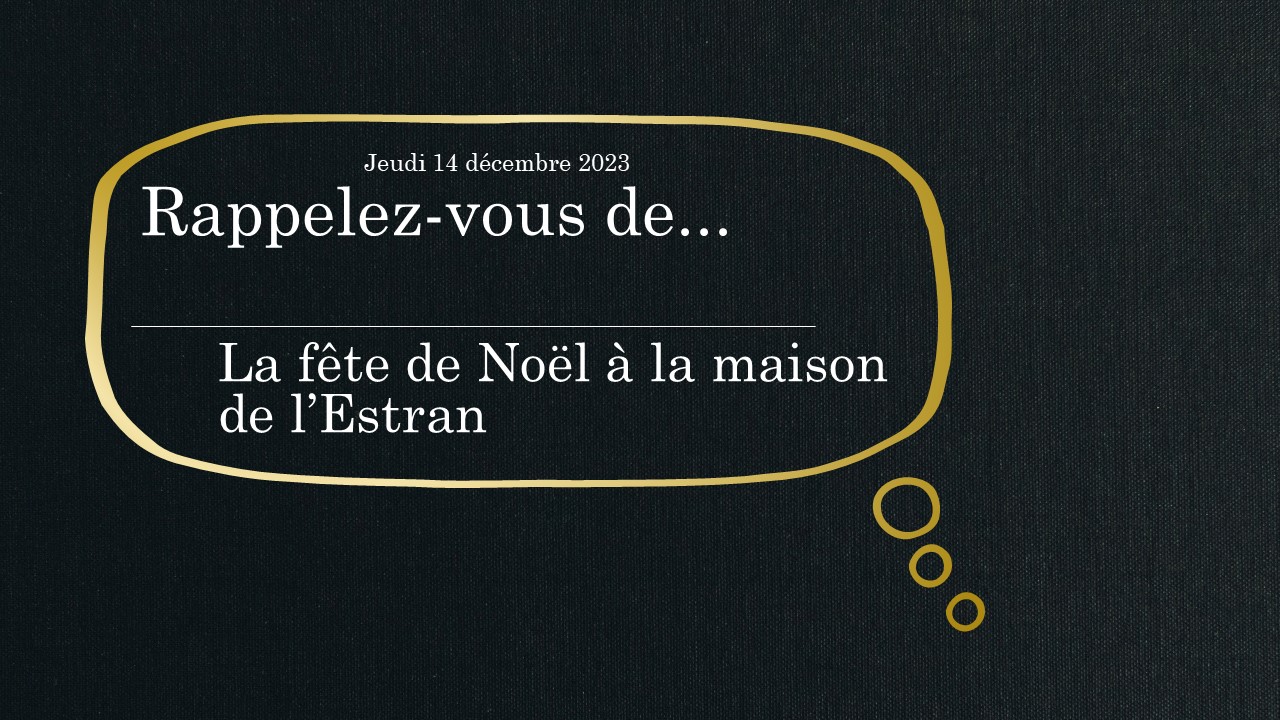 Jeudi 14 décembre 2023
Rappelez-vous de...
La fête de Noël à la maison
de l’Estran